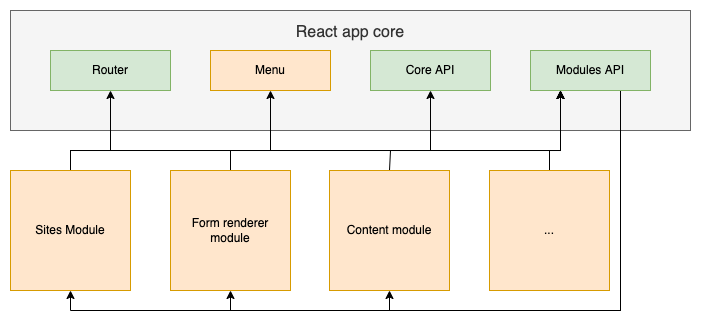 React app core
Router
Menu
Core API
Modules API
Sites Module
Form renderer
module
Content module
...